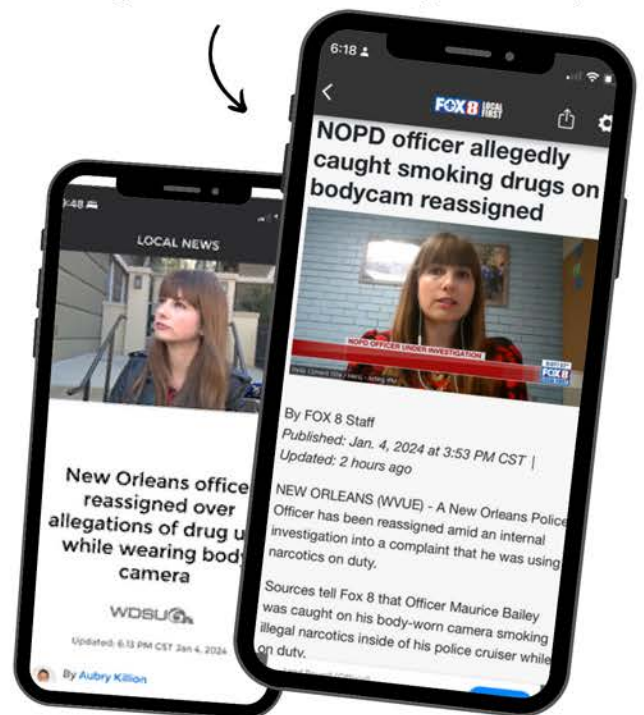 9:48
LOCAL NEWS
New Orleans office
reassigned over
allegations of drug u
while wearing bod
camera
WDSU
Updated: 6:13 PM CST Jan 4, 2024
By Aubry Killion
6:18
FOX 8 LOCAL FIRST
NOPD officer allegedly
caught smoking drugs on
bodycam reassigned
NOPD OFFICER UNDER INVESTIGATION
FOX 8
By FOX 8 Staff
Published: Jan. 4, 2024 at 3:53 PM CST |
Updated: 2 hours ago
NEW ORLEANS (WVUE) - A New Orleans Police
Officer has been reassigned amid an internal
investigation into a complaint that he was using
narcotics on duty.
Sources tell Fox 8 that Officer Maurice Bailey
was caught on his body-worn camera smoking
illegal narcotics inside of his police cruiser while
on duty.